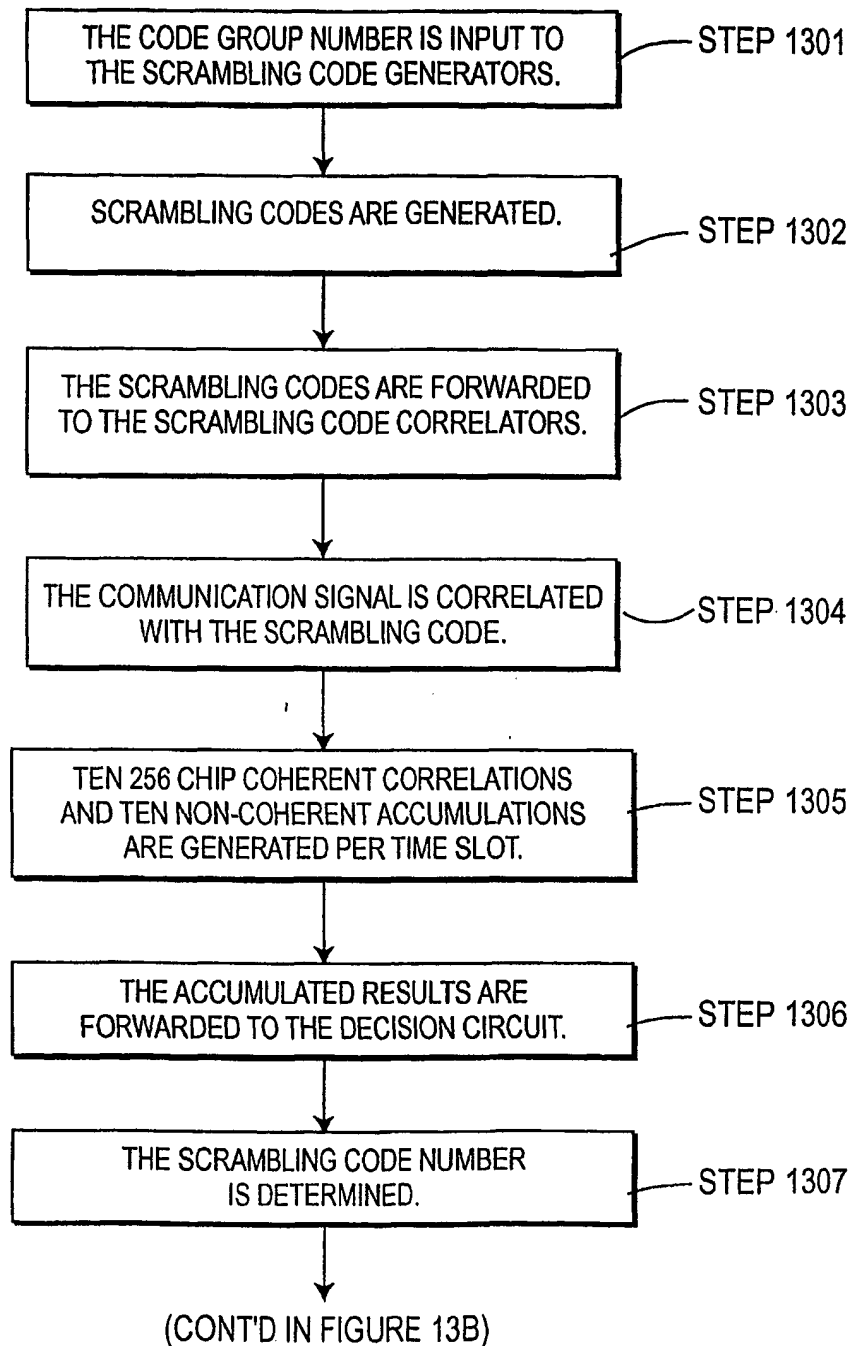 THE CODE GROUP NUMBER IS INPUT TO
THE SCRAMBLING CODE GENERATORS.
STEP 1301
SCRAMBLING CODES ARE GENERATED.
STEP 1302
THE SCRAMBLING CODES ARE FORWARDED
TO THE SCRAMBLING CODE CORRELATORS.
STEP 1303
THE COMMUNICATION SIGNAL IS CORRELATED
WITH THE SCRAMBLING CODE.
STEP 1304
TEN 256 CHIP COHERENT CORRELATIONS
AND TEN NON-COHERENT ACCUMULATIONS
ARE GENERATED PER TIME SLOT.
STEP 1305
THE ACCUMULATED RESULTS ARE
FORWARDED TO THE DECISION CIRCUIT.
STEP 1306
THE SCRAMBLING CODE NUMBER
IS DETERMINED.
STEP 1307
(CONT'D IN FIGURE 13B)